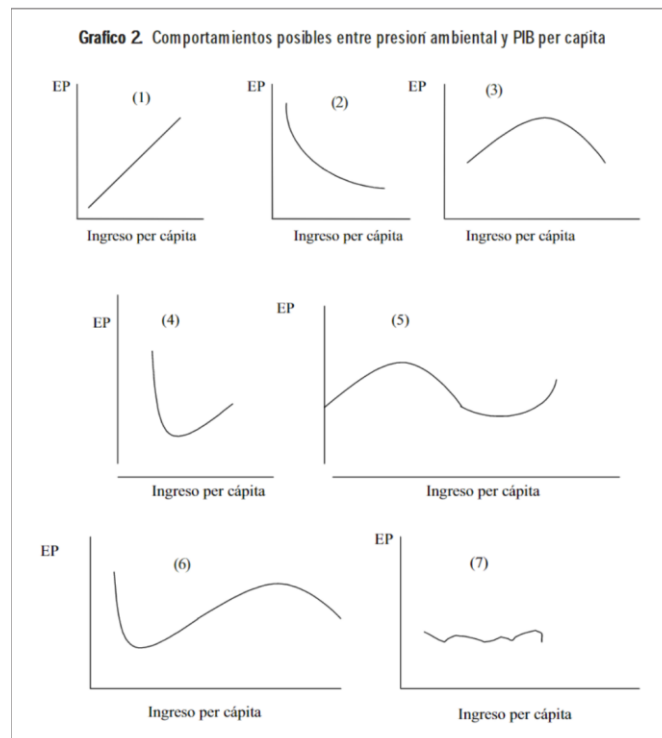 Grafico 2. Comportamientos posibles entre presion ambiental y PIB per capita
EP
(1)
Ingreso per cápita
EP
(2)
Ingreso per cápita
EP
(3)
Ingreso per cápita
EP
(4)
Ingreso per cápita
EP
(5)
Ingreso per cápita
EP
(6)
Ingreso per cápita
EP
(7)
Ingreso per cápita